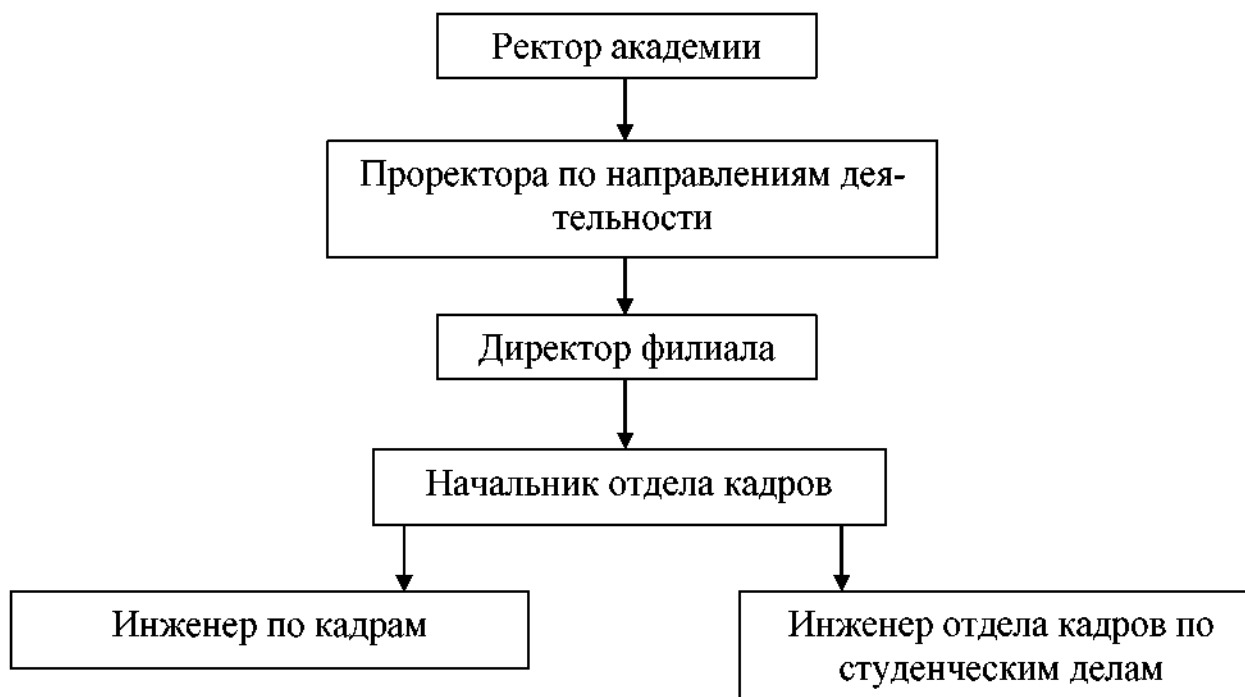 Ректор академии
Проректора по направлениям дея-
тельности
Директор филиала
Начальник отдела кадров
Инженер по кадрам
Инженер отдела кадров по
студенческим делам